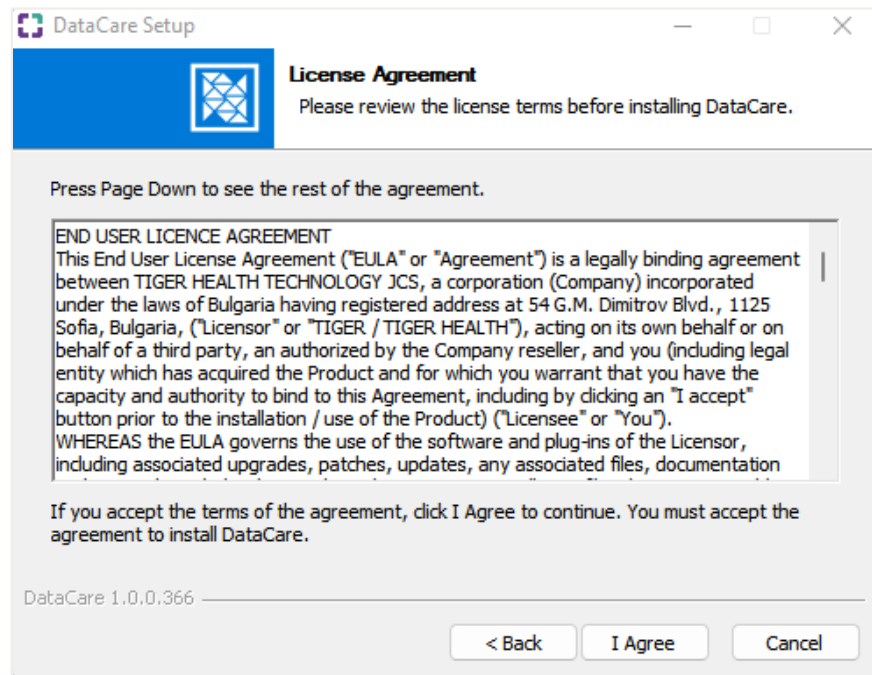 DataCare Setup
License Agreement
Please review the license terms before installing DataCare.
Press Page Down to see the rest of the agreement.
END USER LICENCE AGREEMENT
This End User License Agreement ("EULA" or "Agreement") is a legally binding agreement
between TIGER HEALTH TECHNOLOGY JCS, a corporation (Company) incorporated
under the laws of Bulgaria having registered address at 54 G.M. Dimitrov Blvd., 1125
Sofia, Bulgaria, ("Licensor" or "TIGER / TIGER HEALTH"), acting on its own behalf or on
behalf of a third party, an authorized by the Company reseller, and you (including legal
entity which has acquired the Product and for which you warrant that you have the
capacity and authority to bind to this Agreement, including by clicking an "I accept"
button prior to the installation / use of the Product) ("Licensee" or "You").
WHEREAS the EULA governs the use of the software and plug-ins of the Licensor,
including associated upgrades, patches, updates, any associated files, documentation
If you accept the terms of the agreement, click I Agree to continue. You must accept the
agreement to install DataCare.
DataCare 1.0.0.366
< Back
I Agree
Cancel